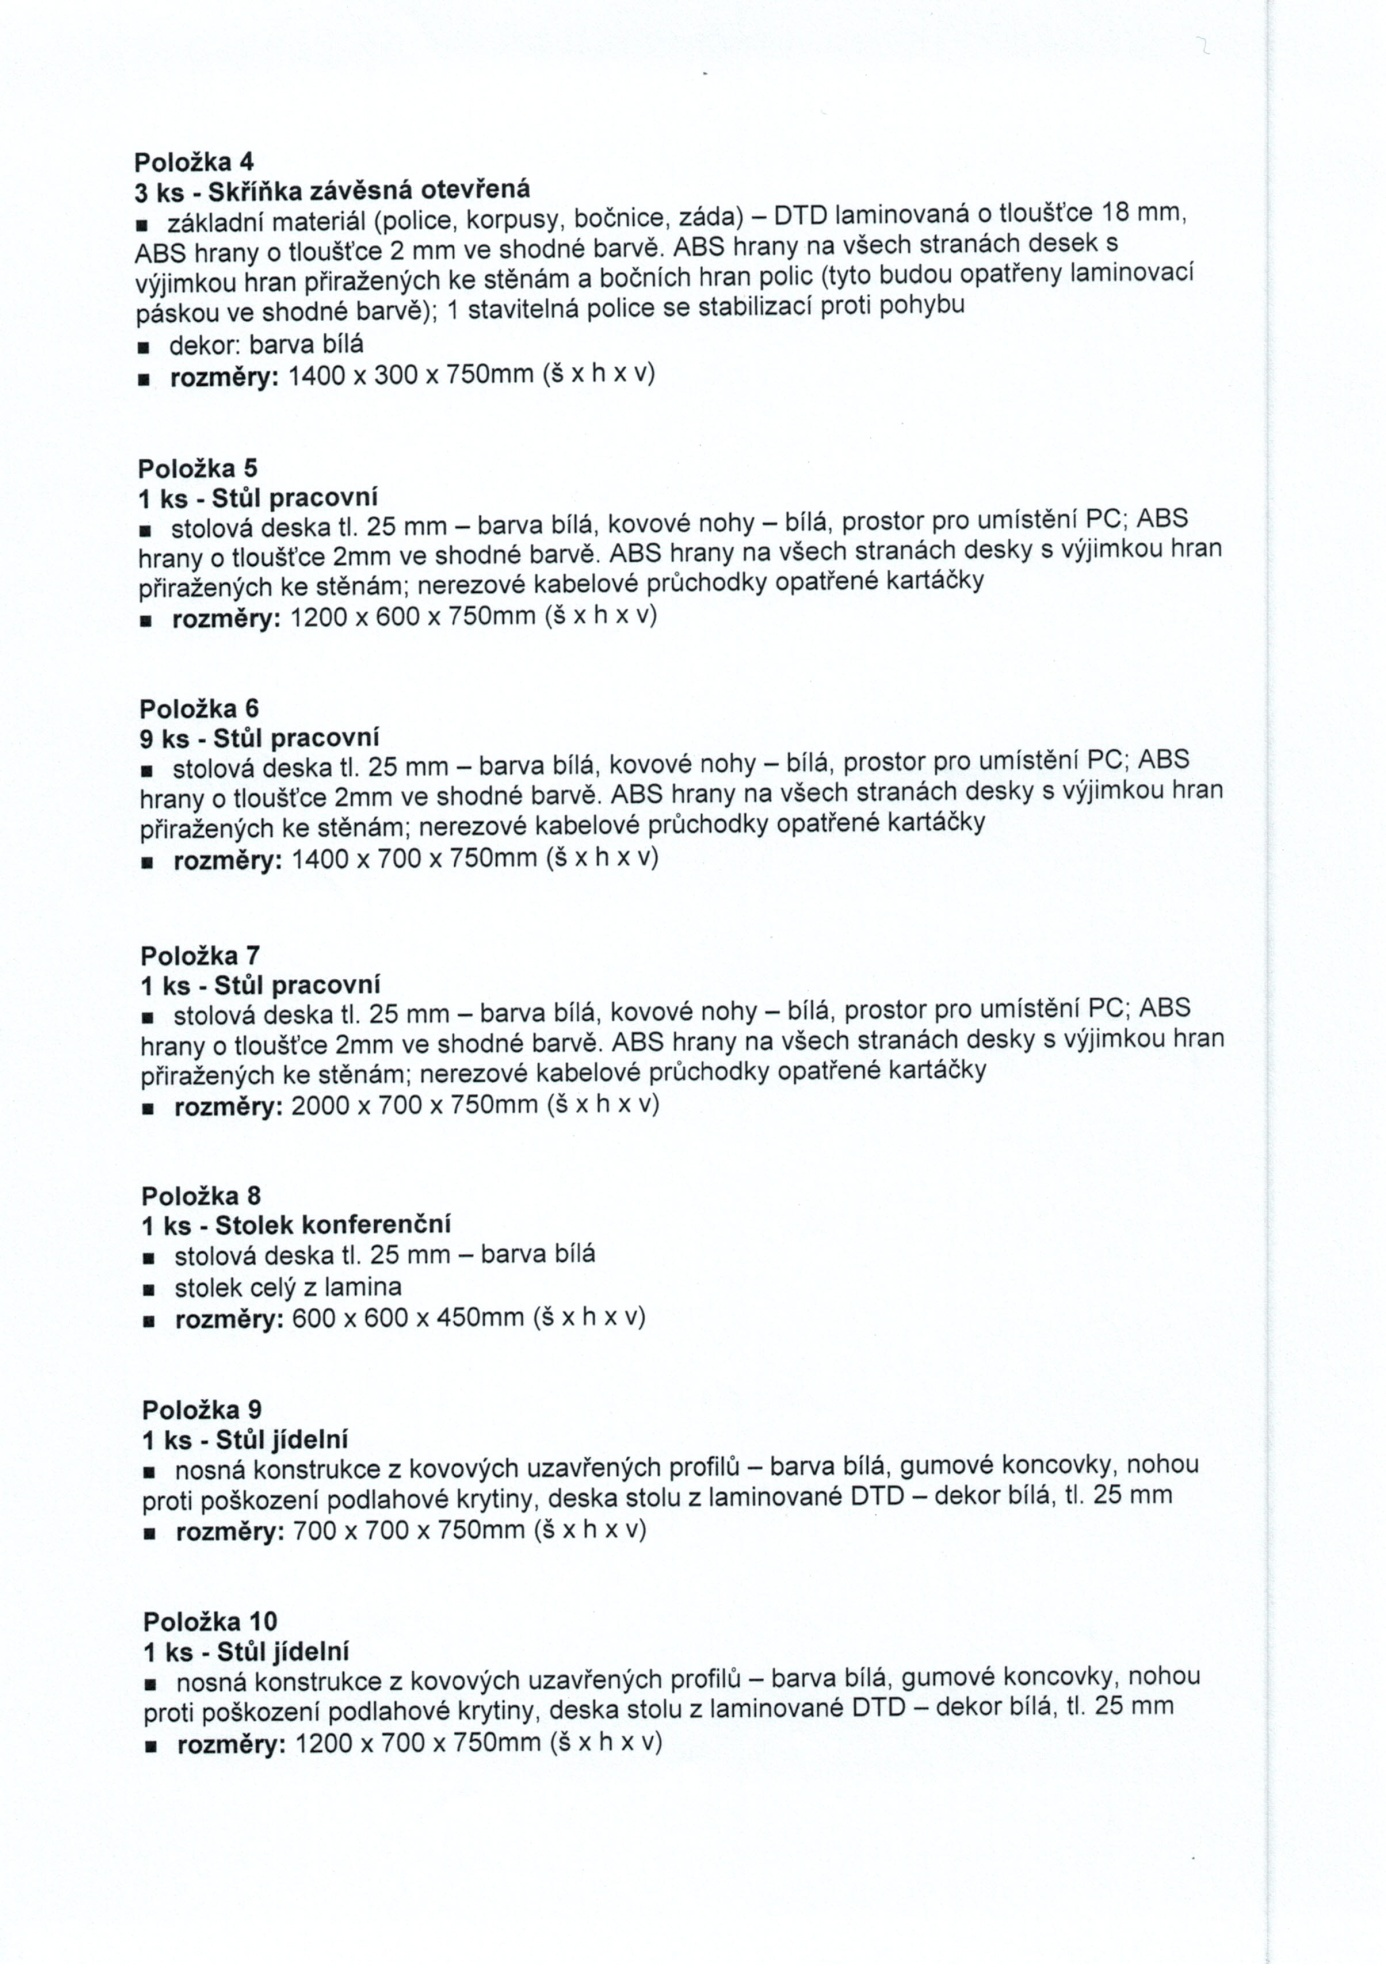 Položka 4
3 ks - Skříňka závěsná otevřená
▪ základní materiál (police, korpusy, bočnice, záda) – DTD laminovaná o tloušťce 18 mm,
ABS hrany o tloušťce 2 mm ve shodné barvě. ABS hrany na všech stranách desek s
výjimkou hran přiražených ke stěnám a bočních hran polic (tyto budou opatřeny laminovací
páskou ve shodné barvě); 1 stavitelná police se stabilizací proti pohybu
▪ dekor: barva bílá
▪ rozměry: 1400 x 300 x 750mm (š x h x v)
Položka 5
1 ks - Stůl pracovní
▪ stolová deska tl. 25 mm – barva bílá, kovové nohy – bílá, prostor pro umístění PC; ABS
hrany o tloušťce 2mm ve shodné barvě. ABS hrany na všech stranách desky s výjimkou hran
přiražených ke stěnám; nerezové kabelové průchodky opatřené kartáčky
▪ rozměry: 1200 x 600 x 750mm (š x h x v)
Položka 6
9 ks - Stůl pracovní
▪ stolová deska tl. 25 mm – barva bílá, kovové nohy – bílá, prostor pro umístění PC; ABS
hrany o tloušťce 2mm ve shodné barvě. ABS hrany na všech stranách desky s výjimkou hran
přiražených ke stěnám; nerezové kabelové průchodky opatřené kartáčky
▪ rozměry: 1400 x 700 x 750mm (š x h x v)
Položka 7
1 ks - Stůl pracovní
▪ stolová deska tl. 25 mm – barva bílá, kovové nohy – bílá, prostor pro umístění PC; ABS
hrany o tloušťce 2mm ve shodné barvě. ABS hrany na všech stranách desky s výjimkou hran
přiražených ke stěnám; nerezové kabelové průchodky opatřené kartáčky
▪ rozměry: 2000 x 700 x 750mm (š x h x v)
Položka 8
1 ks - Stolek konferenční
▪ stolová deska tl. 25 mm – barva bílá
▪ stolek celý z lamina
▪ rozměry: 600 x 600 x 450mm (š x h x v)
Položka 9
1 ks - Stůl jídelní
▪ nosná konstrukce z kovových uzavřených profilů – barva bílá, gumové koncovky, nohou
proti poškození podlahové krytiny, deska stolu z laminované DTD – dekor bílá, tl. 25 mm
▪ rozměry: 700 x 700 x 750mm (š x h x v)
Položka 10
1 ks - Stůl jídelní
▪ nosná konstrukce z kovových uzavřených profilů – barva bílá, gumové koncovky, nohou
proti poškození podlahové krytiny, deska stolu z laminované DTD – dekor bílá, tl. 25 mm
▪ rozměry: 1200 x 700 x 750mm (š x h x v)